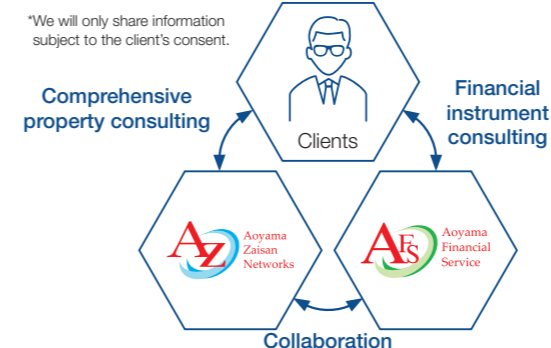 *We will only share information
subject to the client's consent.
Comprehensive
property consulting
Financial
instrument
consulting
Clients
AZ
Aoyama
Zaisan
Networks
AFS
Aoyama
Financial
Service
Collaboration